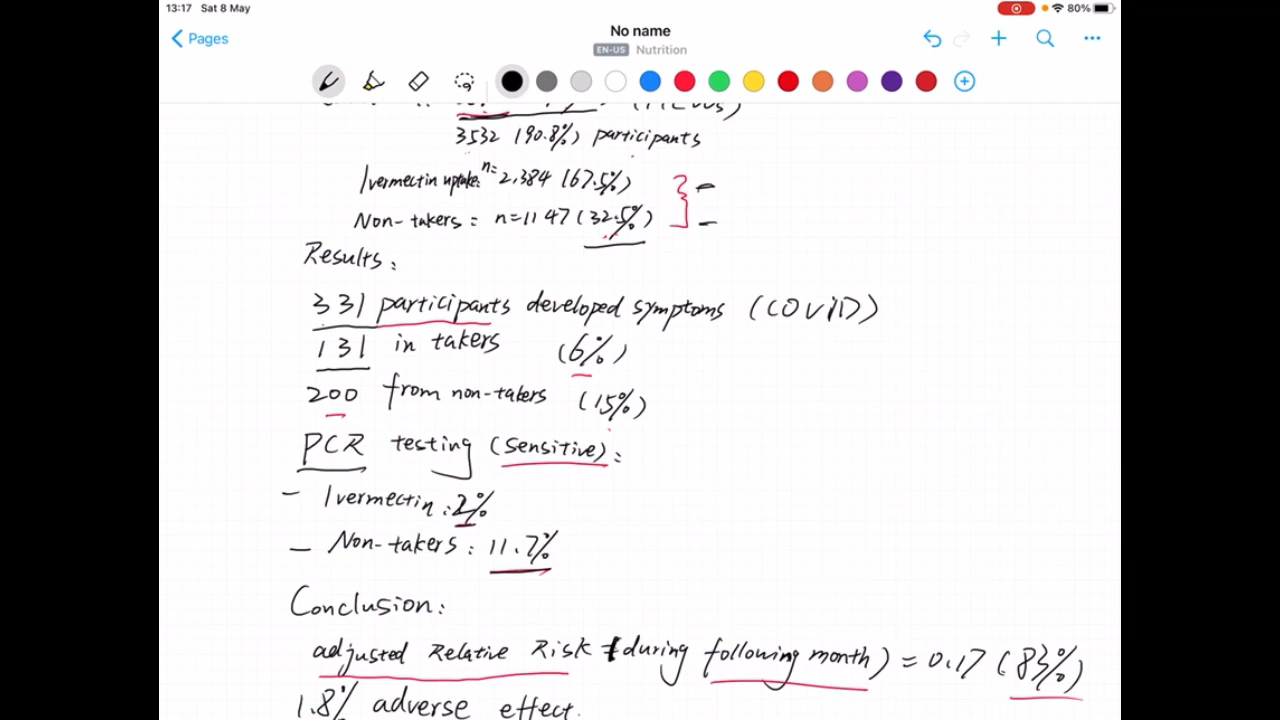 13:17 Sat 8 May
80%
Pages
No name
EN-US Nutrition
3532 (90.8%) participants
Ivermectin uptake: n= 2,384 (67.5%)
Non-takers: n=1147 (32.5%)
Results:
331 participants developed symptoms (COVID)
131 in takers (6%)
200 from non-takers (15%)
PCR testing (sensitive):
- Ivermectin: 2%
- Non-takers: 11.7%
Conclusion:
adjusted Relative Risk (during following month) = 0.17 (83%)
1.8% adverse effect.